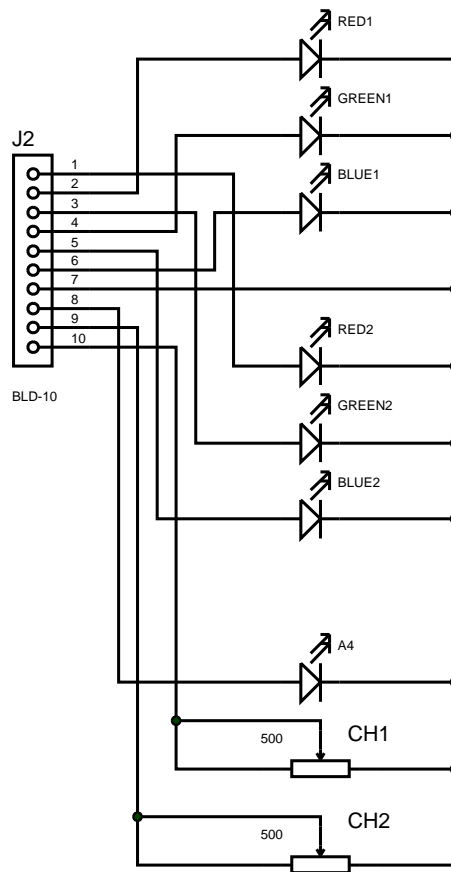 RED1
GREEN1
J2
1
BLUE1
2
3
4
5
6
7
8
9
RED2
10
BLD-10
GREEN2
BLUE2
A4
CH1
500
CH2
500